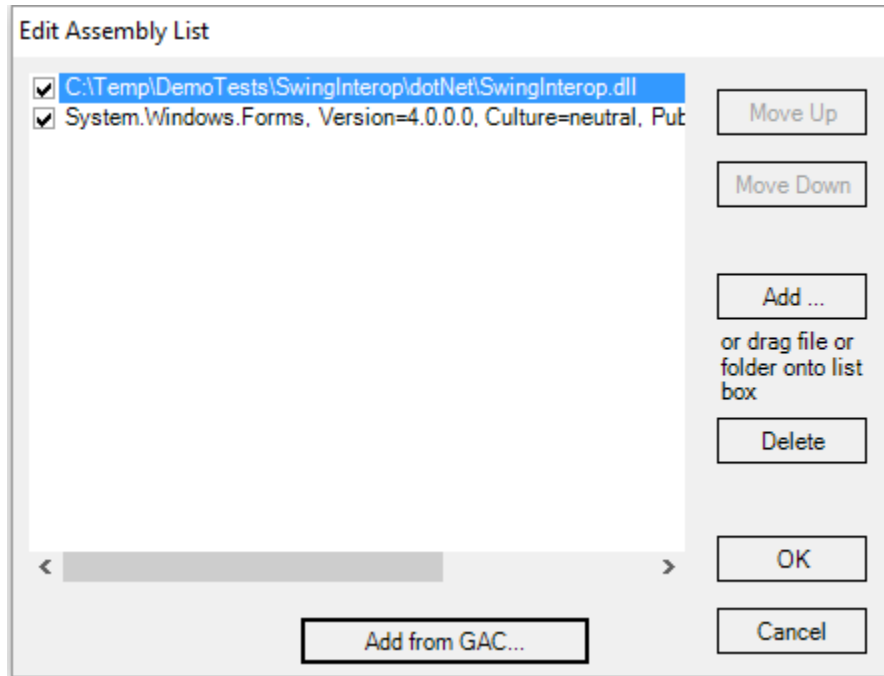 Edit Assembly List
C:\Temp\DemoTests\SwingInterop\dotNet\SwingInterop.dll
System.Windows.Forms, Version=4.0.0.0, Culture=neutral, Pub
Move Up
Move Down
Add ...
or drag file or
folder onto list
box
Delete
OK
Cancel
Add from GAC...